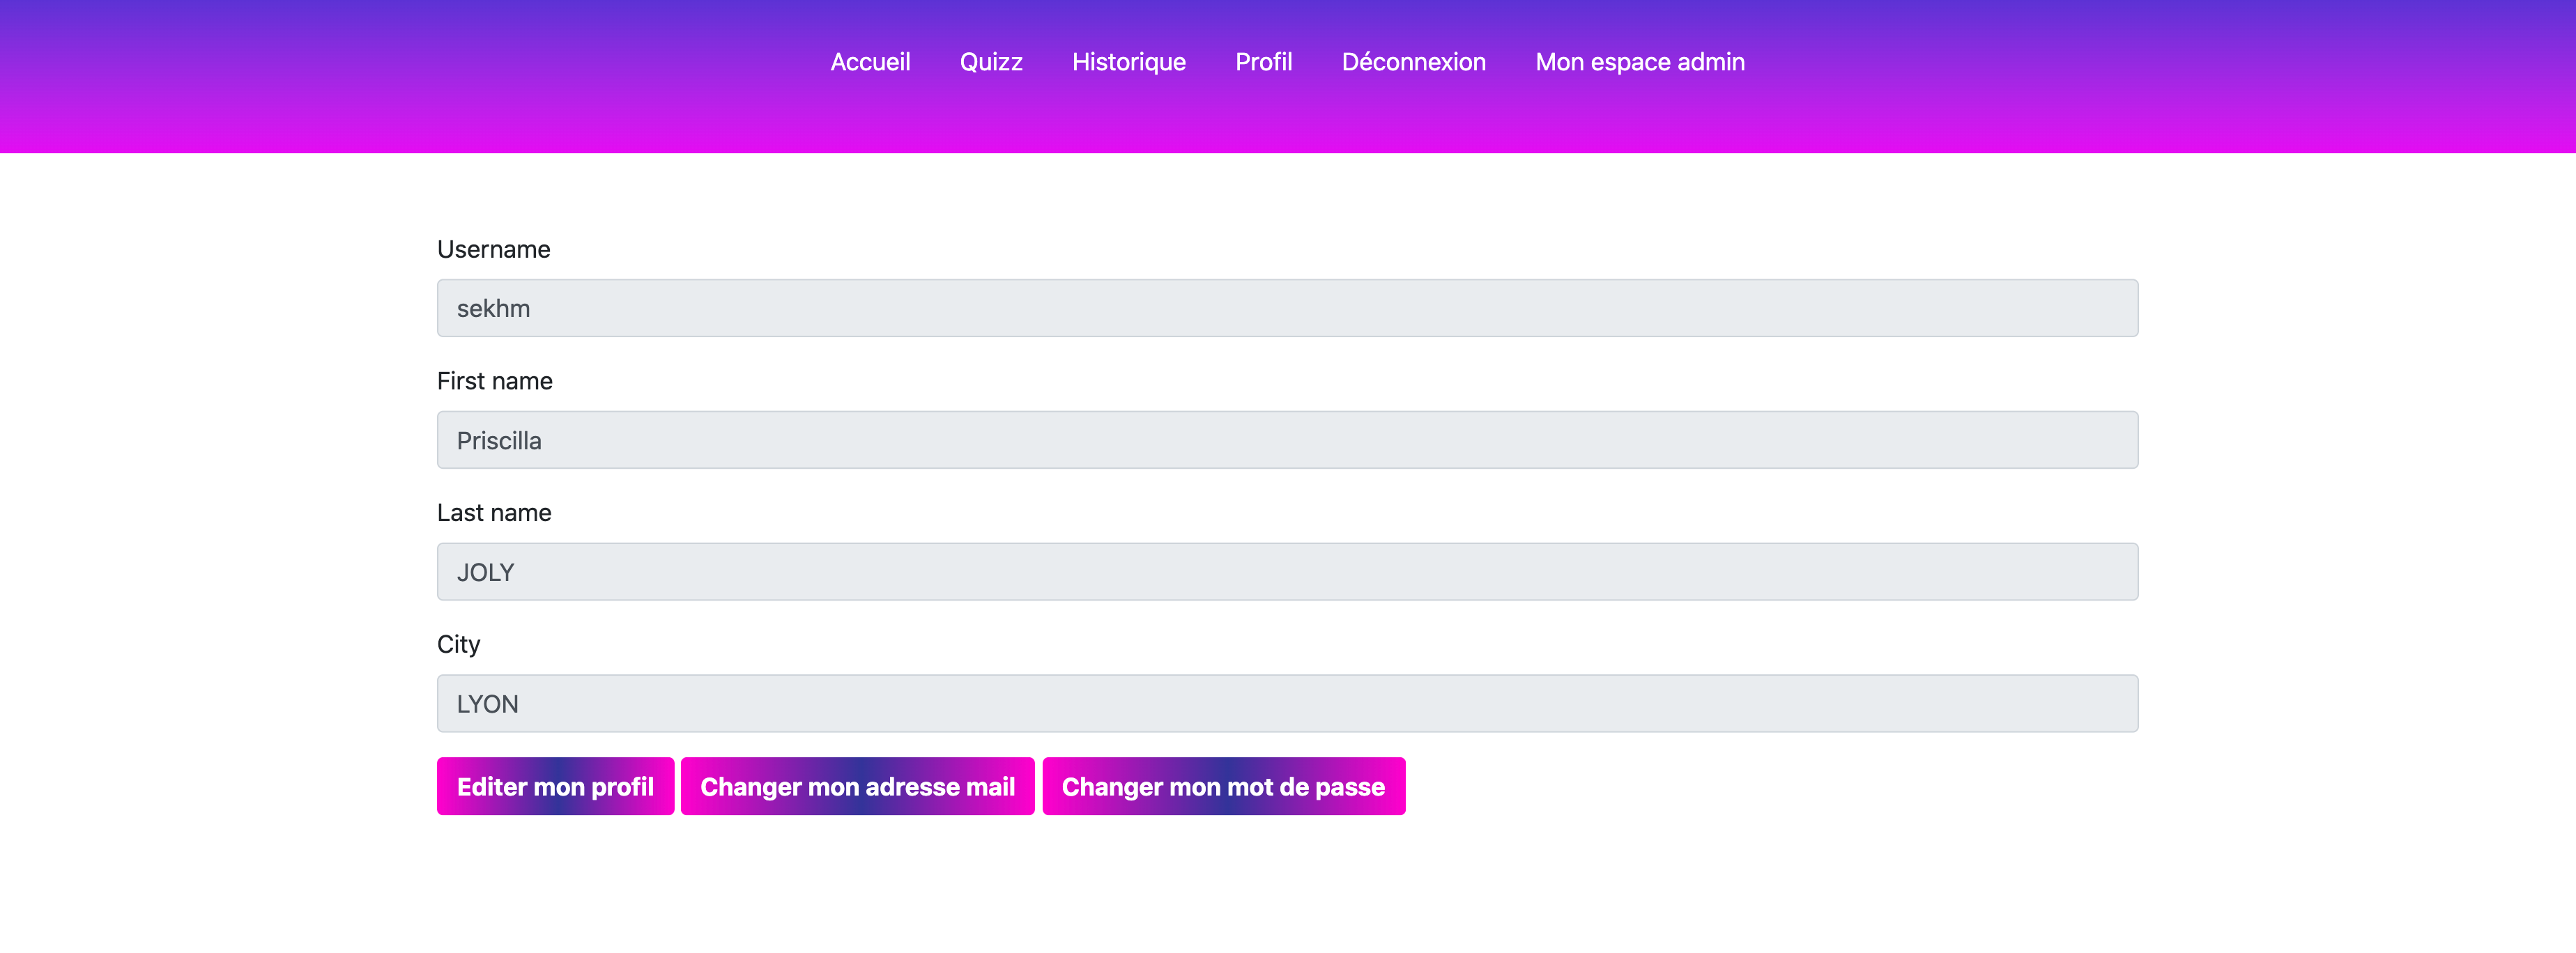 Accueil Quizz Historique Profil Déconnexion Mon espace admin
Username
sekhm
First name
Priscilla
Last name
JOLY
City
LYON
Editer mon profil Changer mon adresse mail Changer mon mot de passe